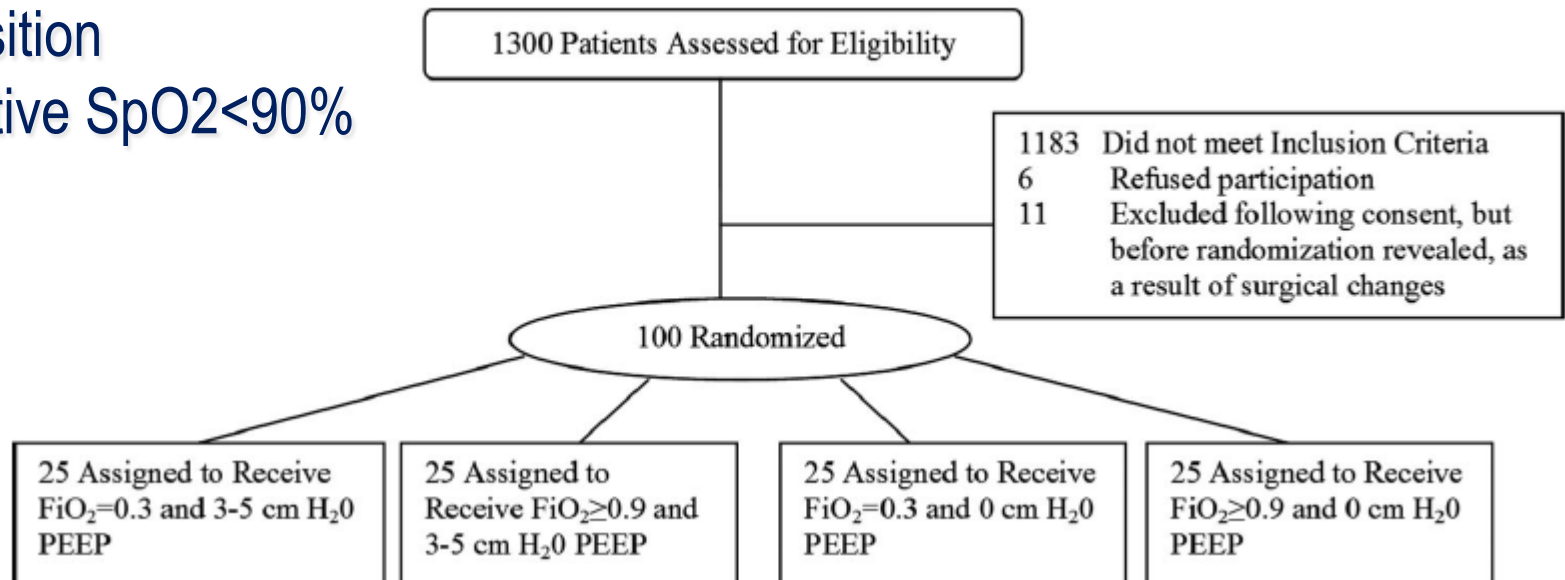 sition
tive SpO2<90%
1300 Patients Assessed for Eligibility
1183 Did not meet Inclusion Criteria
6 Refused participation
11 Excluded following consent, but
before randomization revealed, as
a result of surgical changes
100 Randomized
25 Assigned to Receive
FiO₂=0.3 and 3-5 cm H₂0
PEEP
25 Assigned to
Receive FiO₂≥0.9 and
3-5 cm H₂0 PEEP
25 Assigned to Receive
FiO₂=0.3 and 0 cm H₂0
PEEP
25 Assigned to Receive
FiO₂≥0.9 and 0 cm H₂0
PEEP